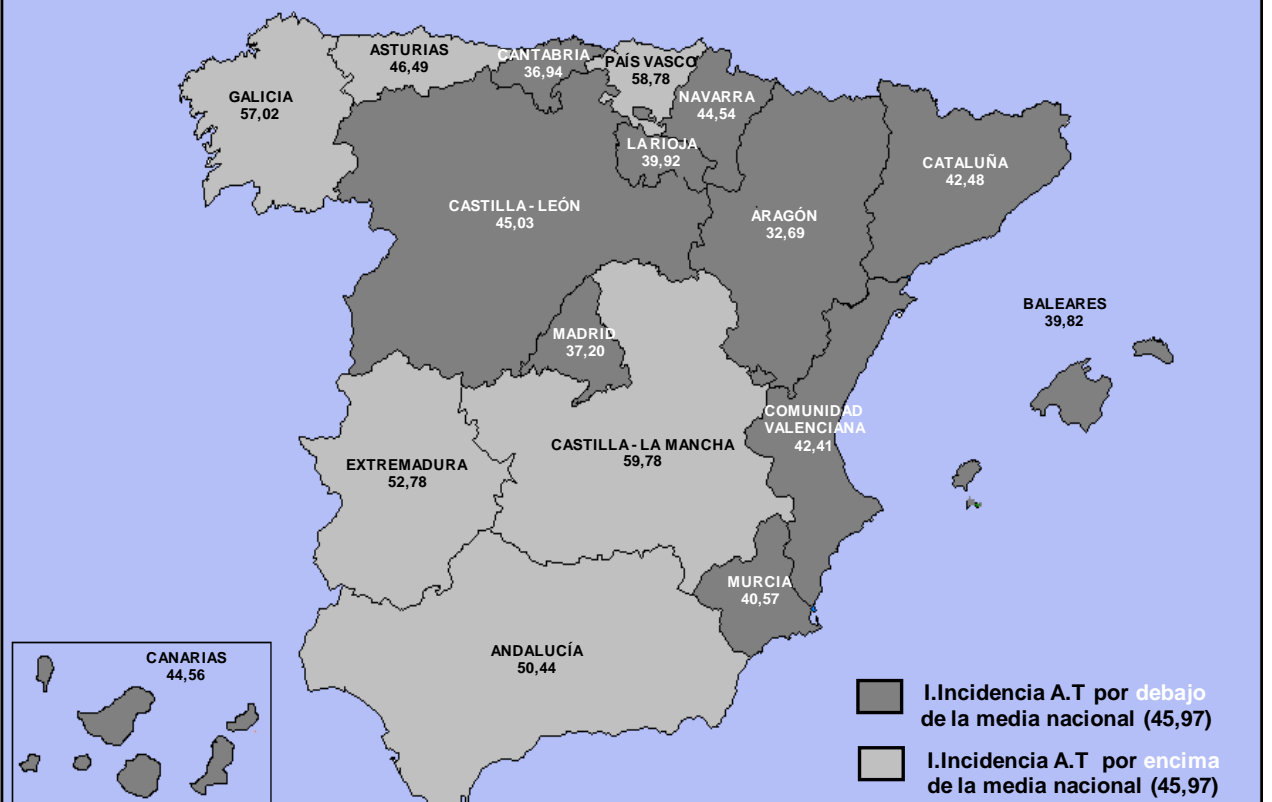 ASTURIAS
46,49
CANTABRIA
36,94
PAÍS VASCO
58,78
GALICIA
57,02
NAVARRA
44,54
LA RIOJA
39,92
CATALUÑA
42,48
CASTILLA - LEÓN
45,03
ARAGÓN
32,69
BALEARES
39,82
MADRID
37,20
COMUNIDAD
VALENCIANA
42,41
CASTILLA - LA MANCHA
59,78
EXTREMADURA
52,78
MURCIA
40,57
ANDALUCÍA
50,44
CANARIAS
44,56
I.Incidencia A.T por debajo
de la media nacional (45,97)
I.Incidencia A.T por encima
de la media nacional (45,97)